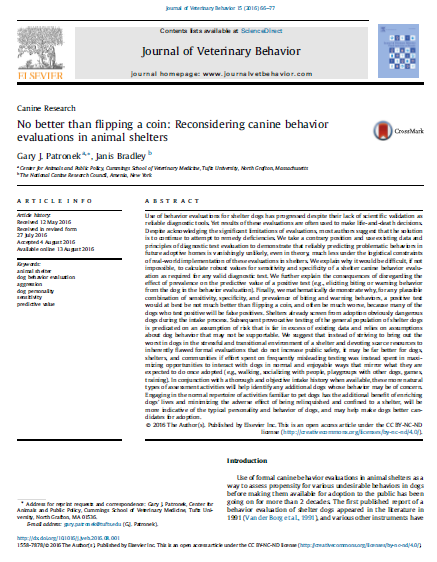 Journal of Veterinary Behavior 15 (2016) 66-77
Contents lists available at ScienceDirect
Journal of Veterinary Behavior
journal homepage: www.journalvetbehavior.com
ELSEVIER
Canine Research
No better than flipping a coin: Reconsidering canine behavior
evaluations in animal shelters
CrossMark
Gary J. Patronek a,*, Janis Bradley b
a Center for Animals and Public Policy, Cummings School of Veterinary Medicine, Tufts University, North Grafton, Massachusetts
b The National Canine Research Council, Amenia, New York
ARTICLE INFO
Article history:
Received 12 May 2016
Received in revised form
27 July 2016
Accepted 4 August 2016
Available online 13 August 2016
Keywords:
animal shelter
dog behavior evaluation
aggression
dog personality
sensitivity
predictive value
ABSTRACT
Use of behavior evaluations for shelter dogs has progressed despite their lack of scientific validation as
reliable diagnostic tools. Yet results of these evaluations are often used to make life-and-death decisions.
Despite acknowledging the significant limitations of evaluations, most authors suggest that the solution
is to continue to attempt to remedy deficiencies. We take a contrary position and use existing data and
principles of diagnostic test evaluation to demonstrate that reliably predicting problematic behaviors in
future adoptive homes is vanishingly unlikely, even in theory, much less under the logistical constraints
of real-world implementation of these evaluations in shelters. We explain why it would be difficult, if not
impossible, to calculate robust values for sensitivity and specificity of a shelter canine behavior evalu-
ation as required for any valid diagnostic test. We further explain the consequences of disregarding the
effect of prevalence on the predictive value of a positive test (e.g., eliciting biting or warning behavior
from the dog in the behavior evaluation). Finally, we mathematically demonstrate why, for any plausible
combination of sensitivity, specificity, and prevalence of biting and warning behaviors, a positive test
would at best be not much better than flipping a coin, and often be much worse, because many of the
dogs who test positive will be false positives. Shelters already screen from adoption obviously dangerous
dogs during the intake process. Subsequent provocative testing of the general population of shelter dogs
is predicated on an assumption of risk that is far in excess of existing data and relies on assumptions
about dog behavior that may not be supportable. We suggest that instead of striving to bring out the
worst in dogs in the stressful and transitional environment of a shelter and devoting scarce resources to
inherently flawed formal evaluations that do not increase public safety, it may be far better for dogs,
shelters, and communities if effort spent on frequently misleading testing was instead spent in maxi-
mizing opportunities to interact with dogs in normal and enjoyable ways that mirror what they are
expected to do once adopted (e.g., walking, socializing with people, playgroups with other dogs, games,
training). In conjunction with a thorough and objective intake history when available, these more natural
types of assessment activities will help identify any additional dogs whose behavior may be of concern.
Engaging in the normal repertoire of activities familiar to pet dogs has the additional benefit of enriching
dogs' lives and minimizing the adverse effect of being relinquished and confined to a shelter, will be
more indicative of the typical personality and behavior of dogs, and may help make dogs better can-
didates for adoption.
© 2016 The Author(s). Published by Elsevier Inc. This is an open access article under the CC BY-NC-ND
license (http://creativecommons.org/licenses/by-nc-nd/4.0/).
Introduction
Use of formal canine behavior evaluations in animal shelters as a
way to assess propensity for various undesirable behaviors in dogs
before making them available for adoption to the public has been
going on for more than 2 decades. The first published report of a
behavior evaluation of shelter dogs appeared in the literature in
1991 (Van der Borg et al., 1991), and various other instruments have
* Address for reprint requests and correspondence: Gary J. Patronek, Center for
Animals and Public Policy, Cummings School of Veterinary Medicine, Tufts Uni-
versity, North Grafton, MA 01536.
E-mail address: gary.patronek@tufts.edu (G.J. Patronek).
http://dx.doi.org/10.1016/j.jveb.2016.08.001
1558-7878/© 2016 The Author(s). Published by Elsevier Inc. This is an open access article under the CC BY-NC-ND license (http://creativecommons.org/licenses/by-nc-nd/4.0/).